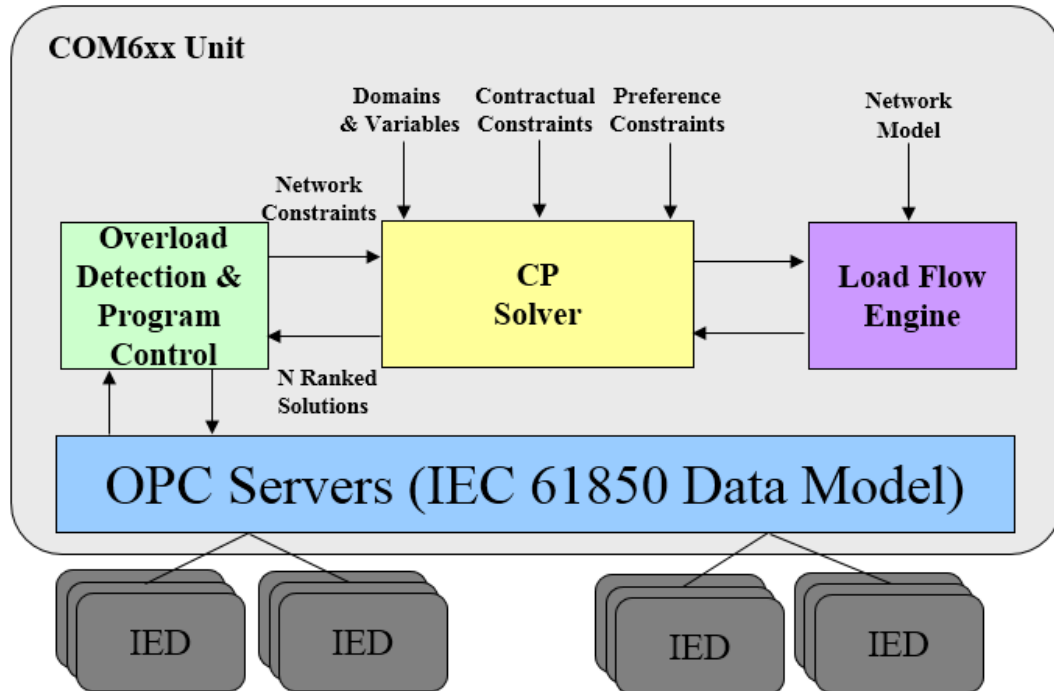 COM6xx Unit
Domains
& Variables
Contractual
Constraints
Preference
Constraints
Network
Model
Network
Constraints
Overload
Detection &
Program
Control
CP
Solver
Load Flow
Engine
N Ranked
Solutions
OPC Servers (IEC 61850 Data Model)
IED
IED
IED
IED